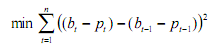 min ∑_{t=1}^{n} ((b_t − p_t) − (b_{t−1} − p_{t−1}))²